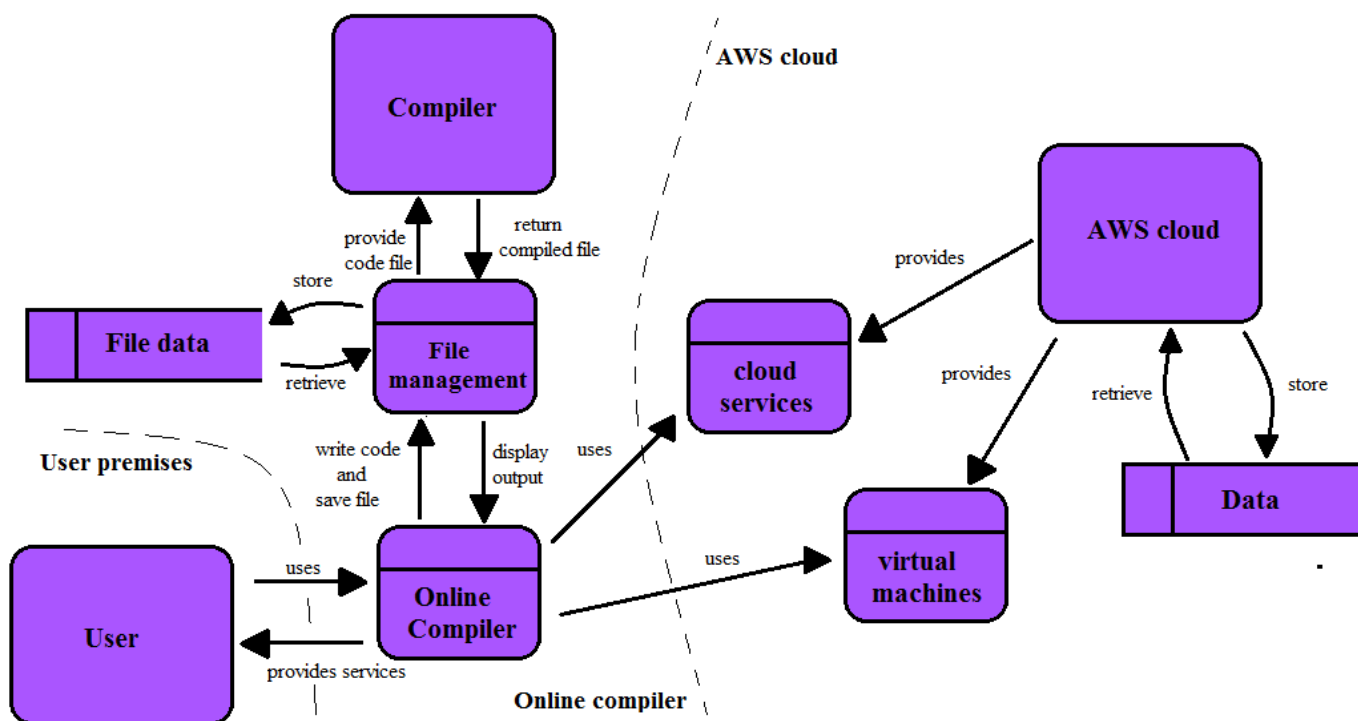 Compiler
AWS cloud
provide
code file
return
compiled file
AWS cloud
provides
store
File data
File
management
retrieve
cloud
services
provides
retrieve
store
User premises
write code
and
save file
display
output
uses
Data
uses
Online
Compiler
uses
virtual
machines
User
provides services
Online compiler